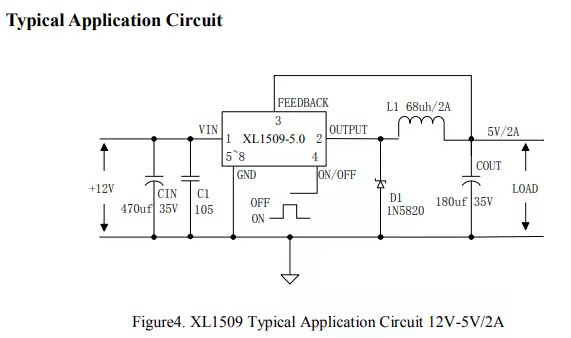 Typical Application Circuit
FEEDBACK
L1 68uh/2A
3
VIN
OUTPUT
5V/2A
1 XL1509-5.0 2
5~8
4
COUT
GND
ON/OFF
+12V
CIN
C1
OFF
D1
LOAD
470uf 35V
105
ON
1N5820
180uf 35V
Figure4. XL1509 Typical Application Circuit 12V-5V/2A